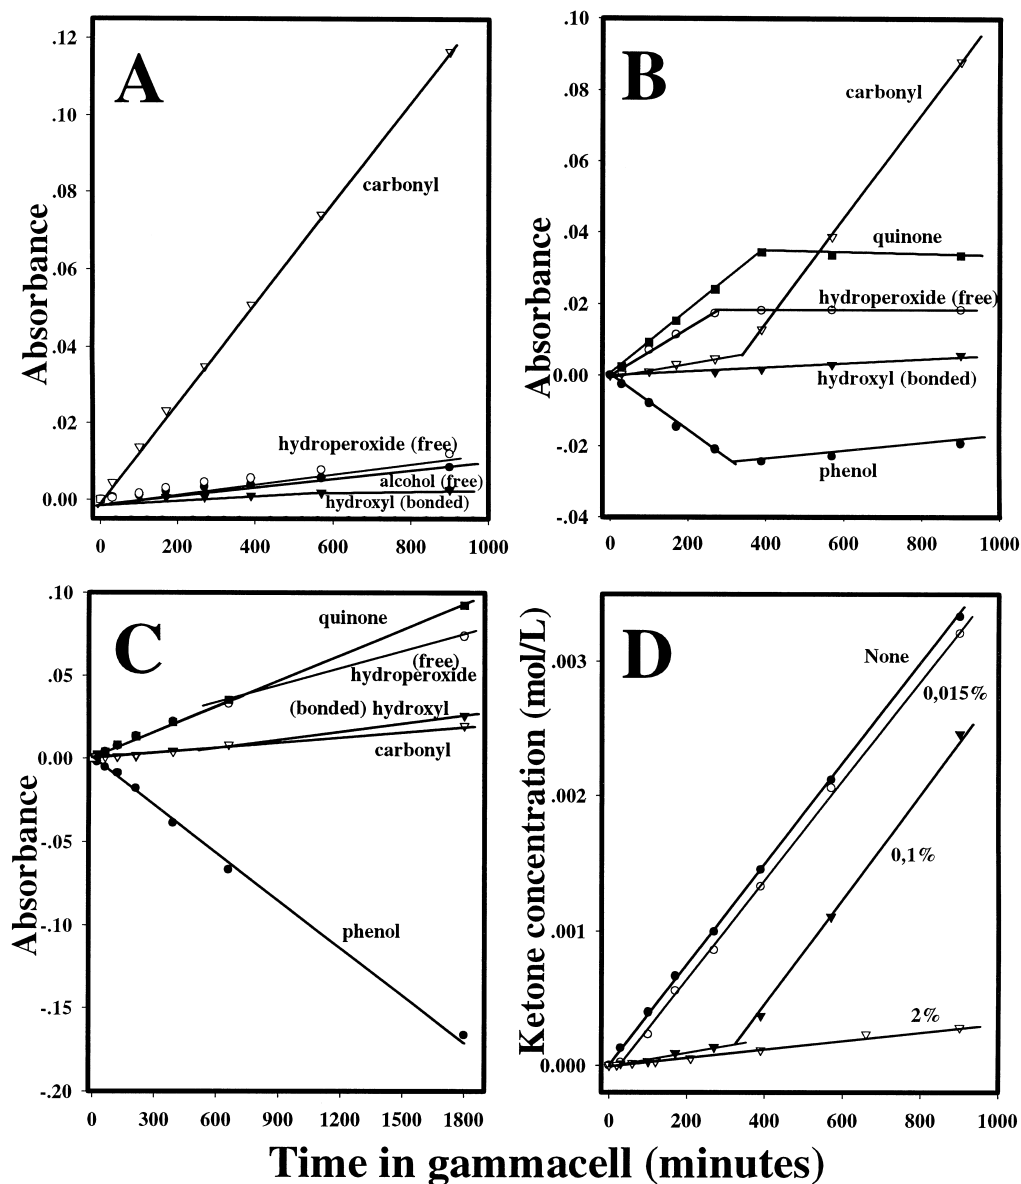 A
Absorbance
.12
.10
.08
.06
.04
.02
0.00
carbonyl
hydroperoxide (free)
alcohol (free)
hydroxyl (bonded)
0 200 400 600 800 1000
B
Absorbance
.10
.08
.06
.04
.02
0.00
-.02
-.04
carbonyl
quinone
hydroperoxide (free)
hydroxyl (bonded)
phenol
0 200 400 600 800 1000
C
Absorbance
.10
.05
0.00
-.05
-.10
-.15
-.20
quinone
(free)
hydroperoxide
(bonded) hydroxyl
carbonyl
phenol
0 300 600 900 1200 1500 1800
D
Ketone concentration (mol/L)
.003
.002
.001
0.000
None
0,015%
0,1%
2%
0 200 400 600 800 1000
Time in gammacell (minutes)